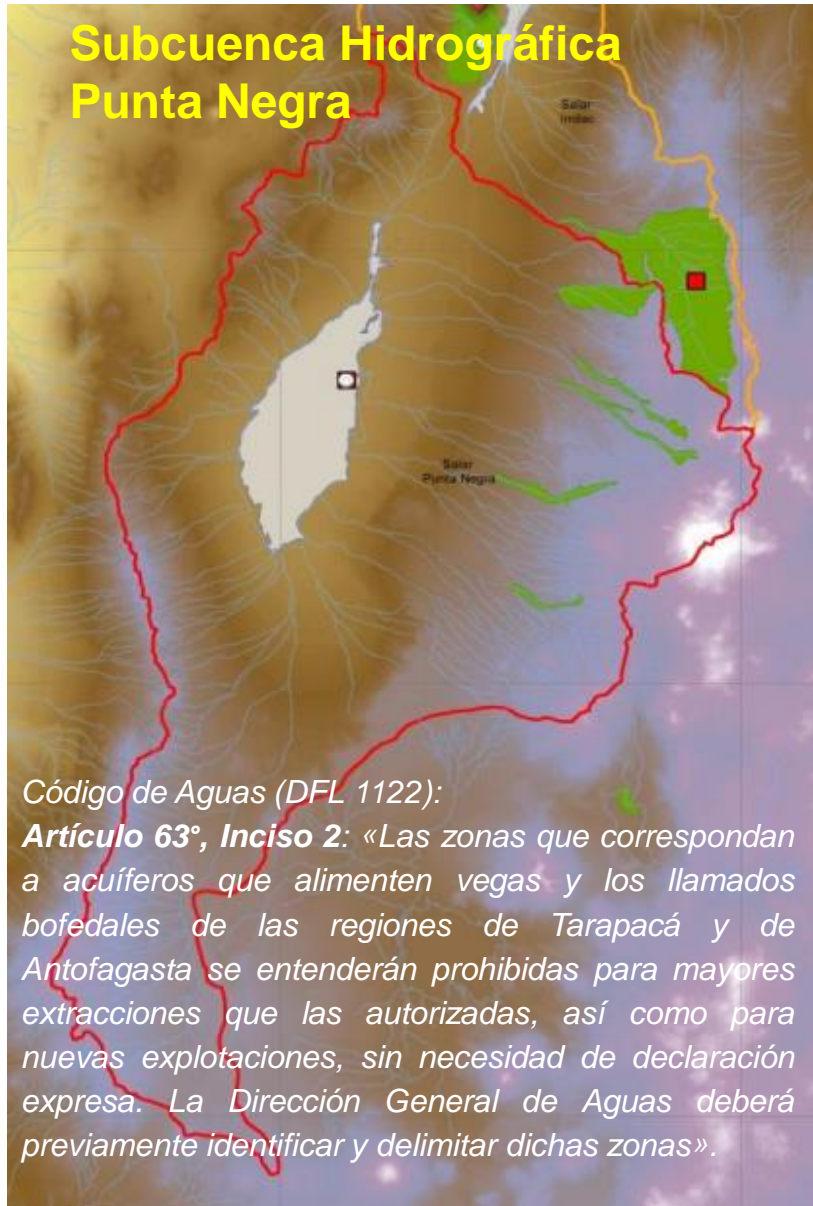 Subcuenca Hidrográfica
Punta Negra
Salar
Imilac
Salar
Punta Negra
Código de Aguas (DFL 1122):
Artículo 63°, Inciso 2: «Las zonas que correspondan
a acuíferos que alimenten vegas y los llamados
bofedales de las regiones de Tarapacá y de
Antofagasta se entenderán prohibidas para mayores
extracciones que las autorizadas, así como para
nuevas explotaciones, sin necesidad de declaración
expresa. La Dirección General de Aguas deberá
previamente identificar y delimitar dichas zonas».